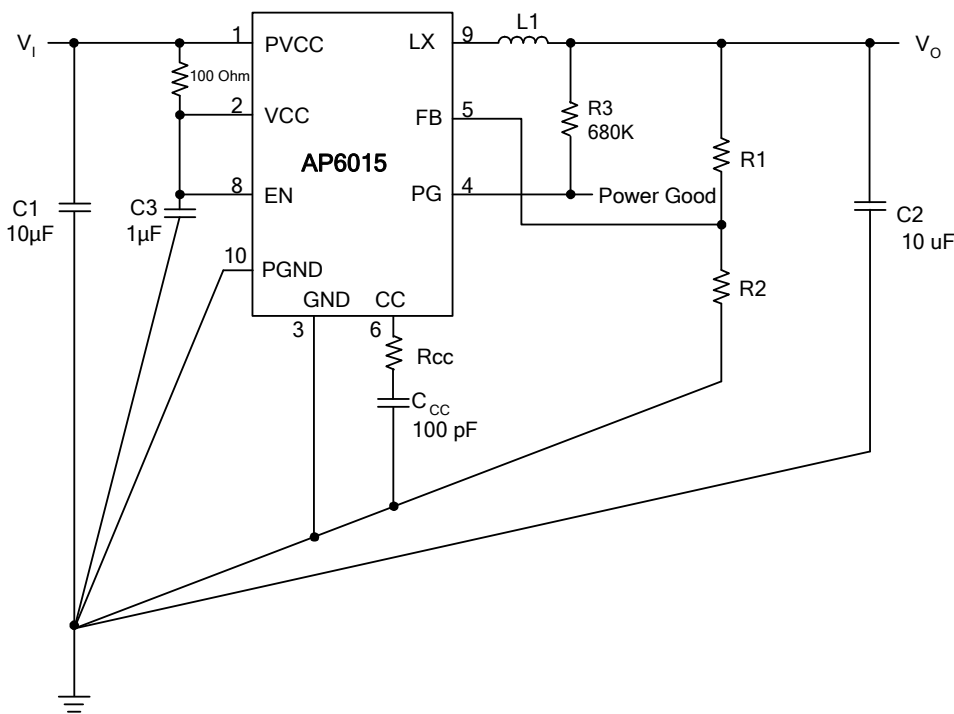 L1
V_I
1
PVCC
LX
9
V_O
100 Ohm
R3
680K
2
VCC
FB
5
R1
AP6015
C1
10µF
C3
1µF
8
EN
PG
4
Power Good
C2
10 uF
10
PGND
R2
GND
CC
3
6
Rcc
C_CC
100 pF